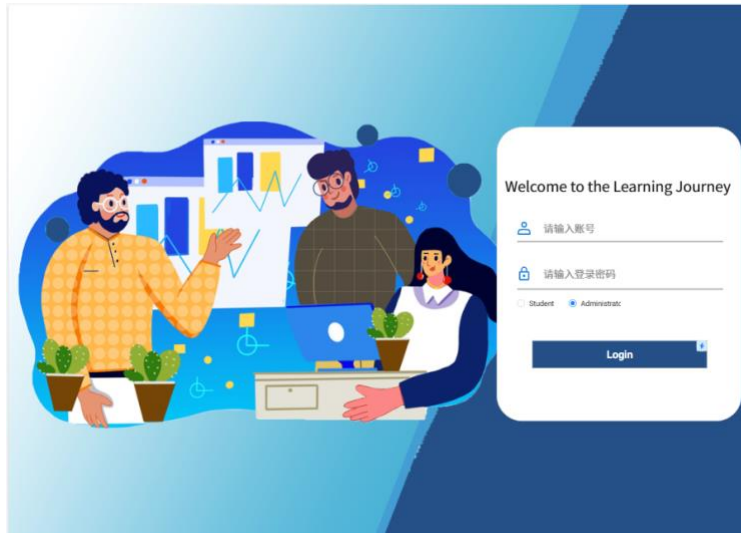 Welcome to the Learning Journey
请输入账号
请输入登录密码
Student Administratc
Login